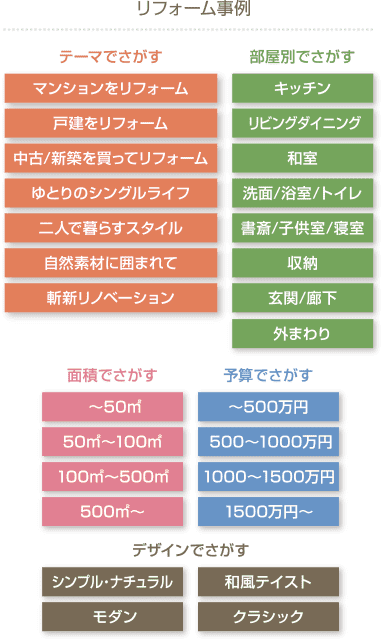 リフォーム事例
テーマでさがす
マンションをリフォーム
戸建をリフォーム
中古/新築を買ってリフォーム
ゆとりのシングルライフ
二人で暮らすスタイル
自然素材に囲まれて
斬新リノベーション
部屋別でさがす
キッチン
リビングダイニング
和室
洗面/浴室/トイレ
書斎/子供室/寝室
収納
玄関/廊下
外まわり
面積でさがす
～50㎡
50㎡～100㎡
100㎡～500㎡
500㎡～
予算でさがす
～500万円
500～1000万円
1000～1500万円
1500万円～
デザインでさがす
シンプル・ナチュラル
和風テイスト
モダン
クラシック